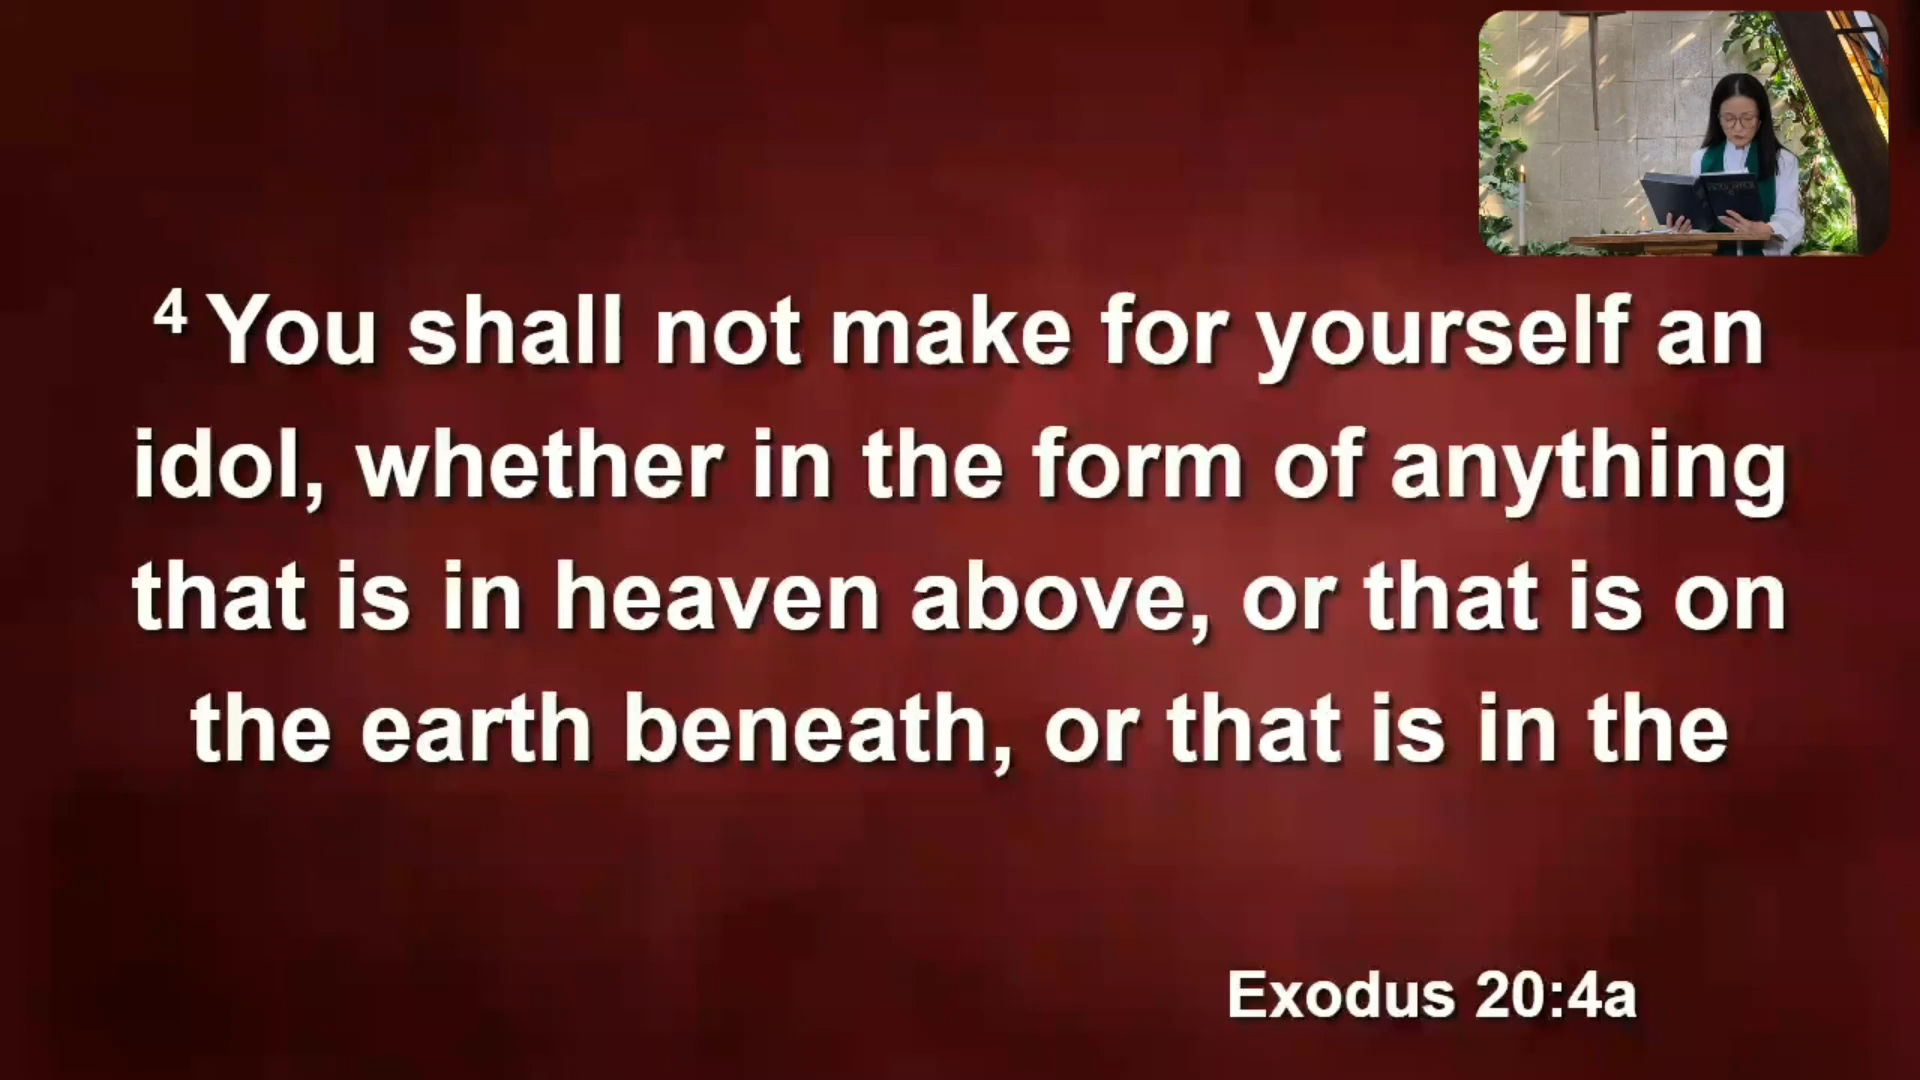 4 You shall not make for yourself an
idol, whether in the form of anything
that is in heaven above, or that is on
the earth beneath, or that is in the
Exodus 20:4a